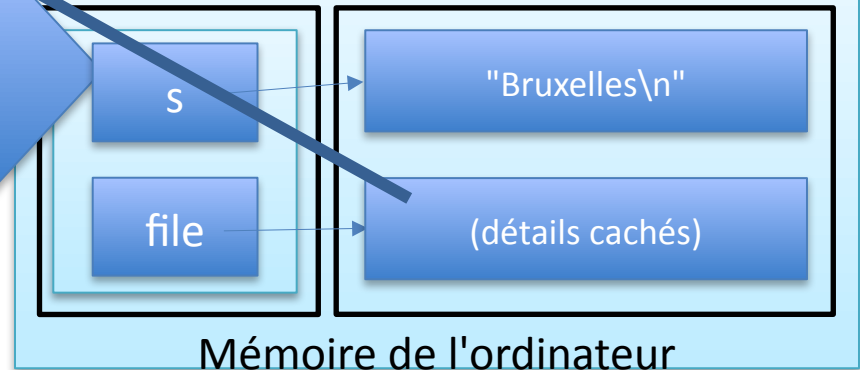 s
"Bruxelles\n"
file
(détails cachés)
Mémoire de l'ordinateur